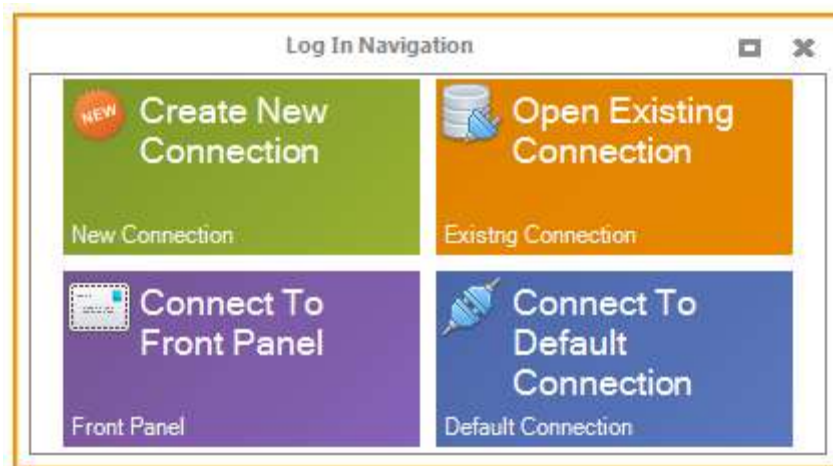 Log In Navigation
NEW
Create New
Connection
New Connection
Open Existing
Connection
Existng Connection
Connect To
Front Panel
Front Panel
Connect To
Default
Connection
Default Connection